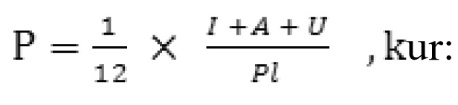 P = 1/12 × (I + A + U)/Pl , kur: